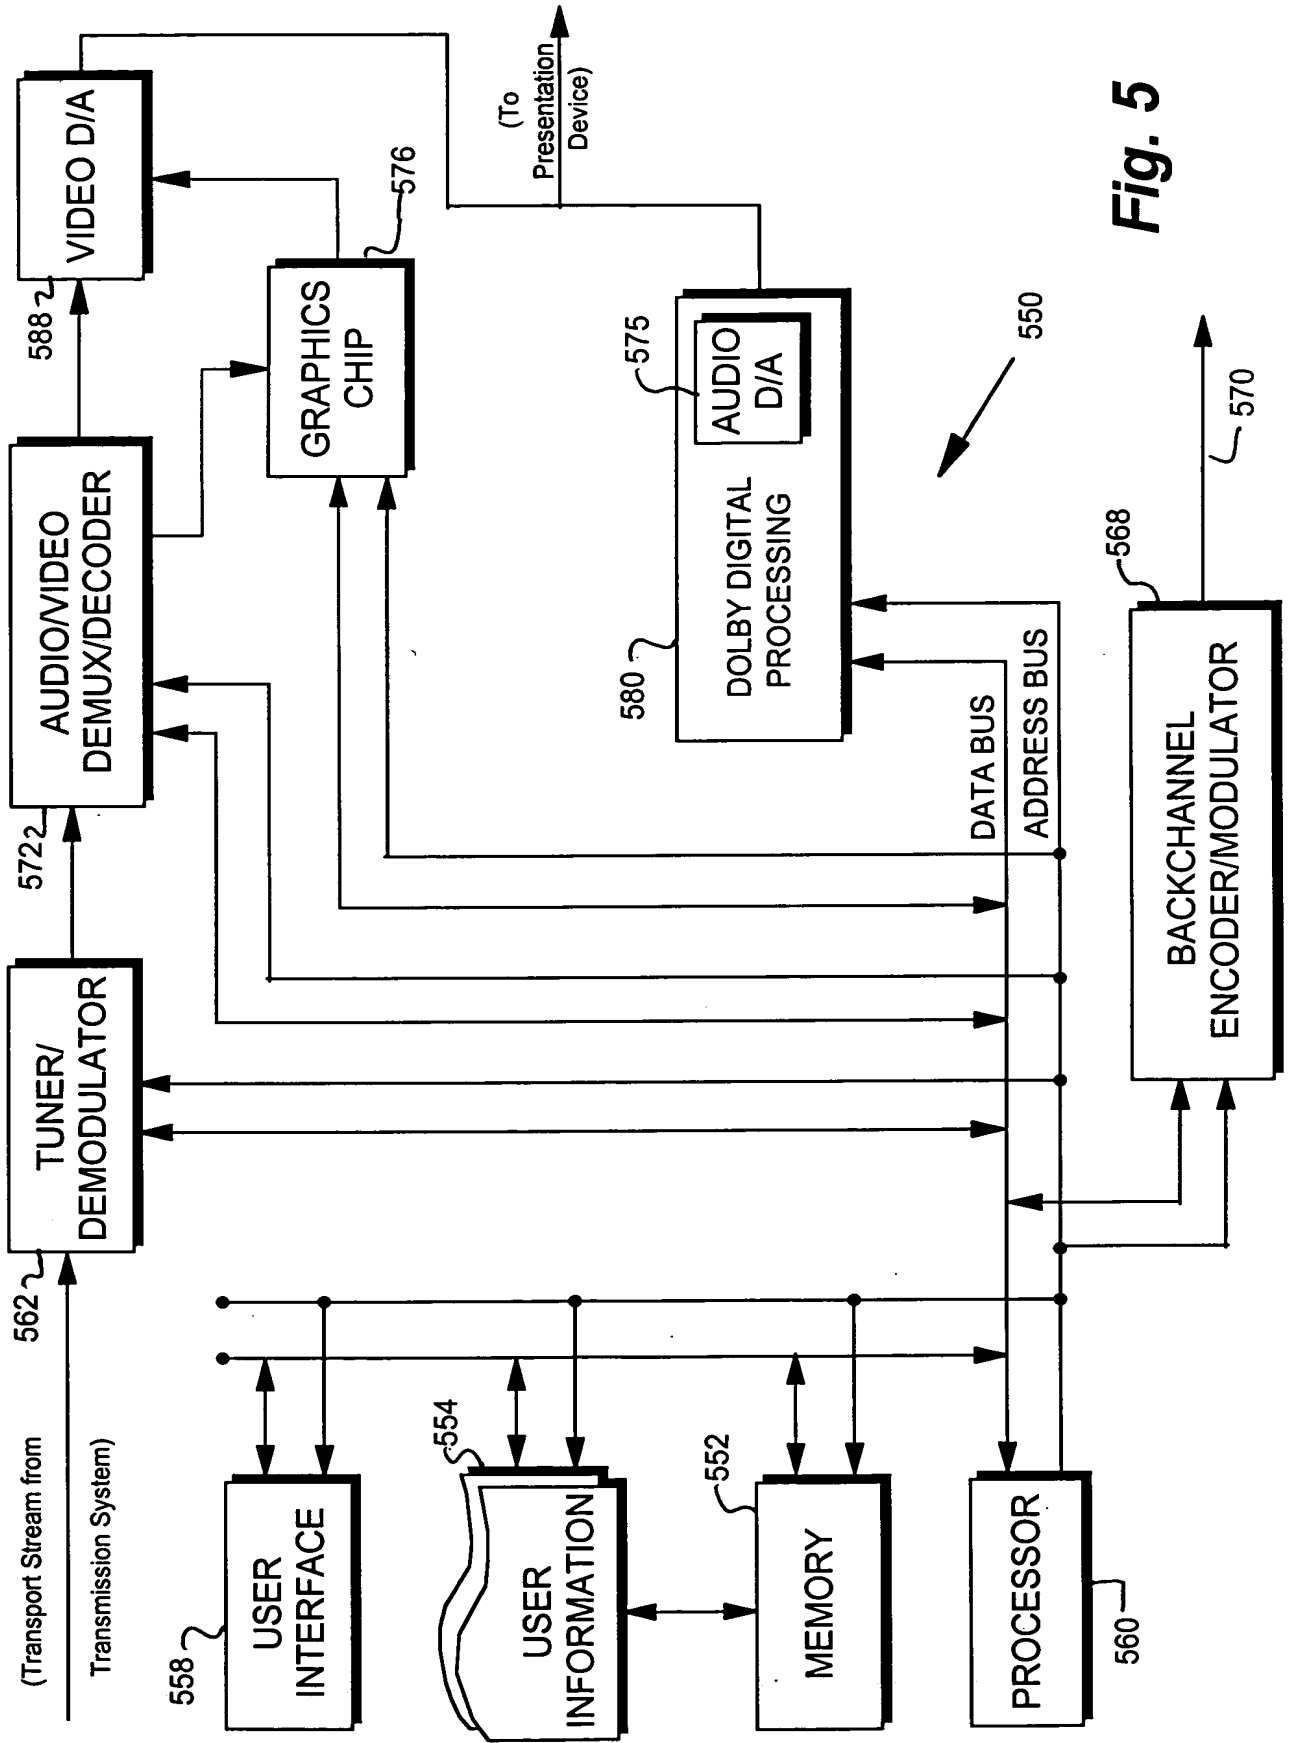 (Transport Stream from
Transmission System)
562
TUNER/
DEMODULATOR
572
AUDIO/VIDEO
DEMUX/DECODER
588
VIDEO D/A
576
GRAPHICS
CHIP
(To
Presentation
Device)
558
USER
INTERFACE
554
USER
INFORMATION
552
MEMORY
560
PROCESSOR
580
DOLBY DIGITAL
PROCESSING
575
AUDIO
D/A
DATA BUS
ADDRESS BUS
550
568
BACKCHANNEL
ENCODER/MODULATOR
570
Fig. 5